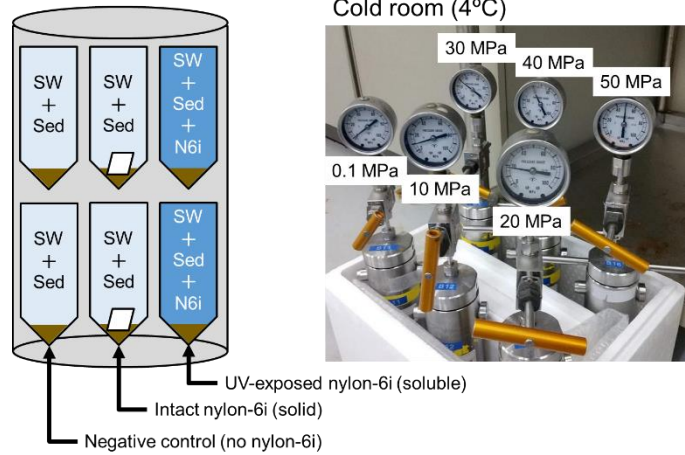 Cold room (4ºC)
SW
+
Sed
SW
+
Sed
SW
+
Sed
+
N6i
SW
+
Sed
SW
+
Sed
SW
+
Sed
+
N6i
30 MPa
40 MPa
50 MPa
0.1 MPa
10 MPa
20 MPa
UV-exposed nylon-6i (soluble)
Intact nylon-6i (solid)
Negative control (no nylon-6i)